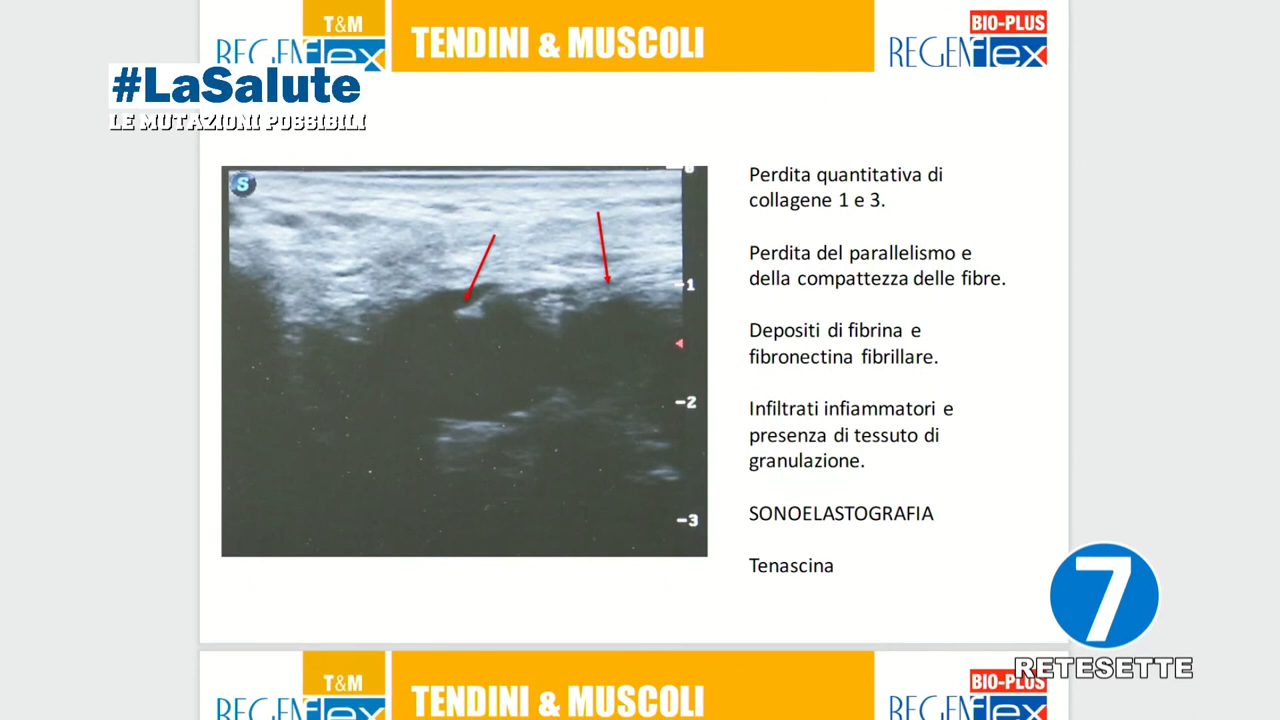 T&M
REGENflex
TENDINI & MUSCOLI
BIO-PLUS
REGENflex
#LaSalute
LE MUTAZIONI POSSIBILI
S
Perdita quantitativa di
collagene 1 e 3.
Perdita del parallelismo e
della compattezza delle fibre.
Depositi di fibrina e
fibronectina fibrillare.
Infiltrati infiammatori e
presenza di tessuto di
granulazione.
SONOELASTOGRAFIA
Tenascina
1
2
3
7
RETESETTE
T&M
REGENflex
TENDINI & MUSCOLI
BIO-PLUS
REGENflex